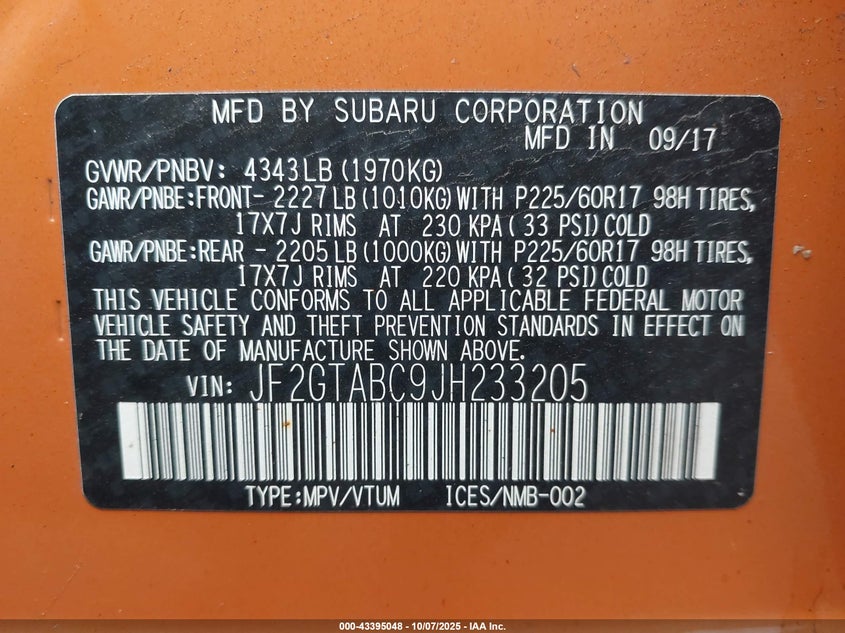 MFD BY SUBARU CORPORATION
MFD IN 09/17
GVWR/PNBV: 4343LB (1970KG)
GAWR/PNBE:FRONT- 2227LB (1010KG) WITH P225/60R17 98H TIRES,
17X7J RIMS AT 230 KPA ( 33 PSI) COLD
GAWR/PNBE:REAR - 2205LB (1000KG) WITH P225/60R17 98H TIRES,
17X7J RIMS AT 220 KPA ( 32 PSI) COLD
THIS VEHICLE CONFORMS TO ALL APPLICABLE FEDERAL MOTOR
VEHICLE SAFETY AND THEFT PREVENTION STANDARDS IN EFFECT ON
THE DATE OF MANUFACTURE SHOWN ABOVE.
VIN: JF2GTABC9JH233205
TYPE:MPV/VTUM ICES/NMB-002
000-43395048 - 10/07/2025 - IAA Inc.